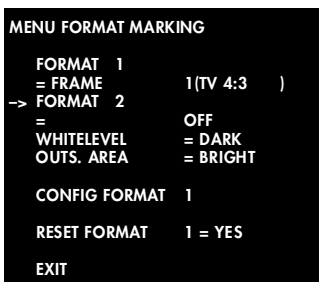 MENU FORMAT MARKING
FORMAT 1
= FRAME 1(TV 4:3 )
–> FORMAT 2
= OFF
WHITELEVEL = DARK
OUTS. AREA = BRIGHT
CONFIG FORMAT 1
RESET FORMAT 1 = YES
EXIT